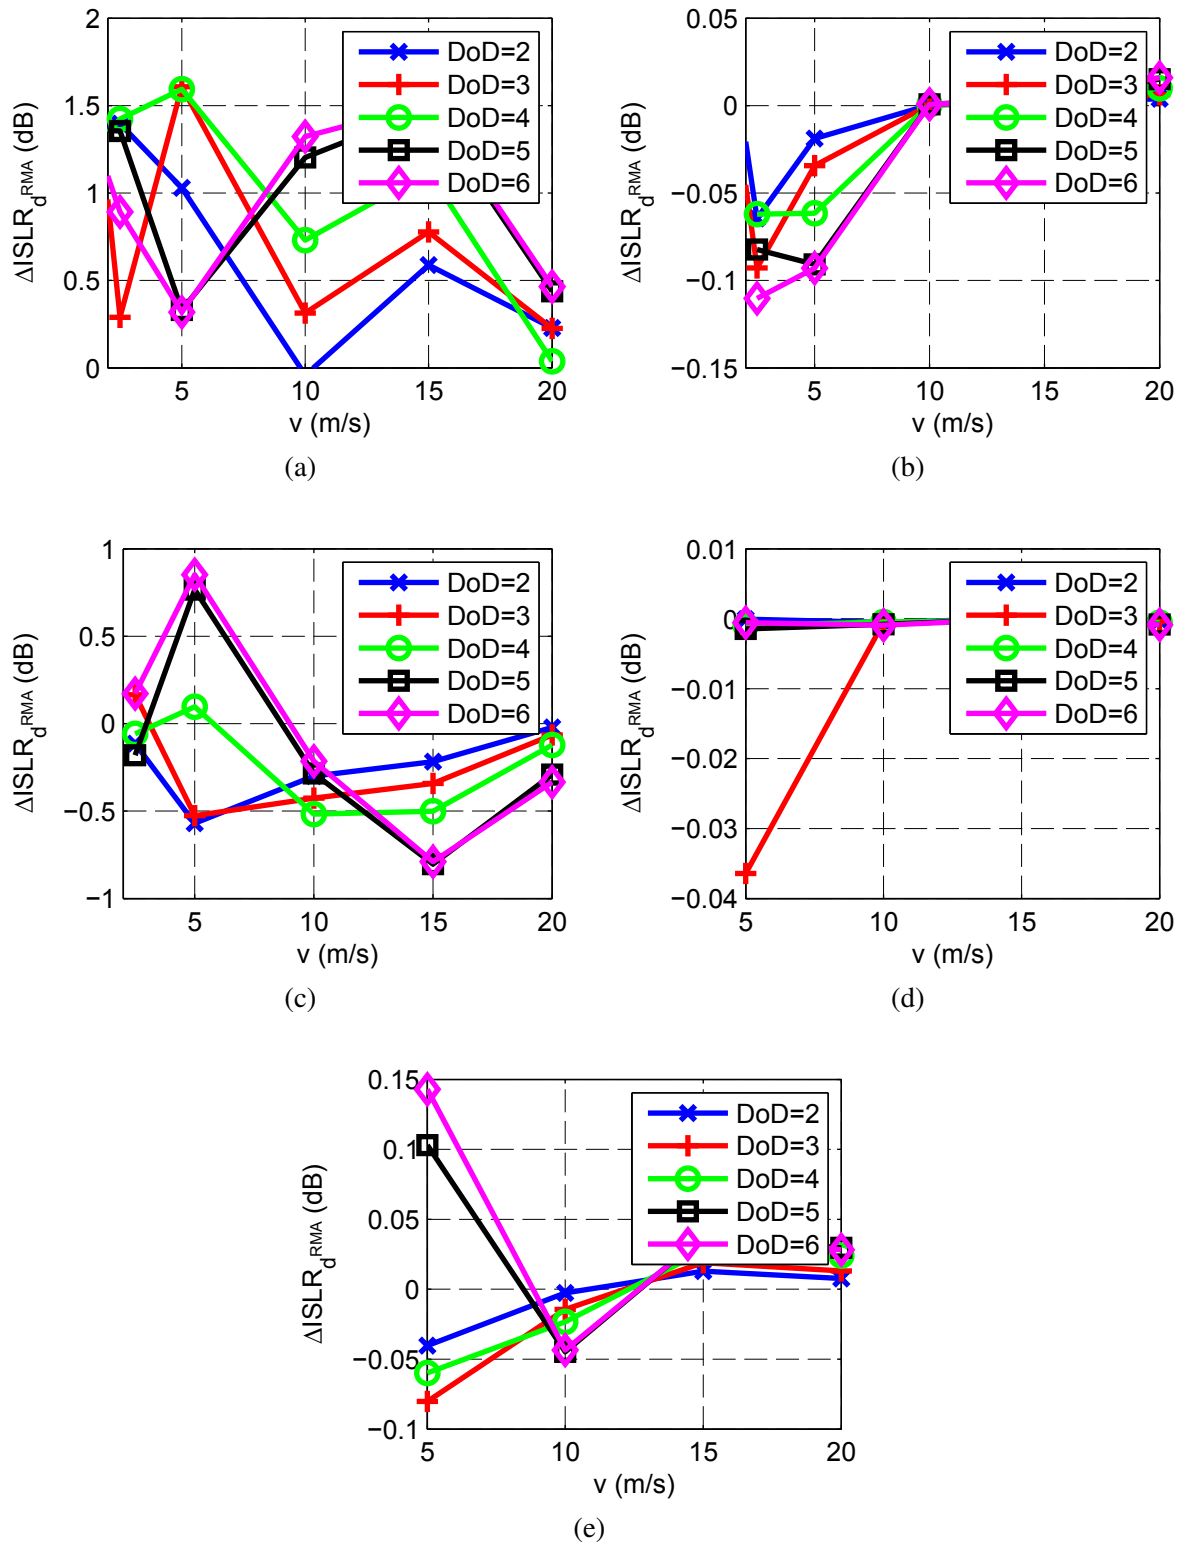 2
1.5
1
0.5
0
5
10
15
20
ΔISLR_d^RMA (dB)
v (m/s)
DoD=2
DoD=3
DoD=4
DoD=5
DoD=6
(a)
0.05
0
−0.05
−0.1
−0.15
5
10
15
20
ΔISLR_d^RMA (dB)
v (m/s)
DoD=2
DoD=3
DoD=4
DoD=5
DoD=6
(b)
1
0.5
0
−0.5
−1
5
10
15
20
ΔISLR_d^RMA (dB)
v (m/s)
DoD=2
DoD=3
DoD=4
DoD=5
DoD=6
(c)
0.01
0
−0.01
−0.02
−0.03
−0.04
5
10
15
20
ΔISLR_d^RMA (dB)
v (m/s)
DoD=2
DoD=3
DoD=4
DoD=5
DoD=6
(d)
0.15
0.1
0.05
0
−0.05
−0.1
5
10
15
20
ΔISLR_d^RMA (dB)
v (m/s)
DoD=2
DoD=3
DoD=4
DoD=5
DoD=6
(e)